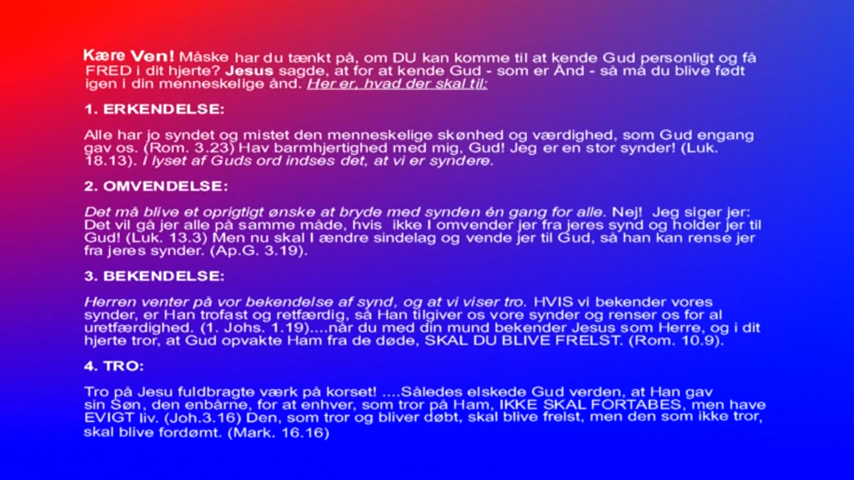 Kære Ven! Måske har du tænkt på, om DU kan komme til at kende Gud personligt og få
FRED i dit hjerte? Jesus sagde, at for at kende Gud - som er Ånd - så må du blive født
igen i din menneskelige ånd. Her er, hvad der skal til:
1. ERKENDELSE:
Alle har jo syndet og mistet den menneskelige skønhed og værdighed, som Gud engang
gav os. (Rom. 3.23) Hav barmhjertighed med mig, Gud! Jeg er en stor synder! (Luk.
18.13). I lyset af Guds ord indses det, at vi er syndere.
2. OMVENDELSE:
Det må blive et oprigtigt ønske at bryde med synden én gang for alle. Nej! Jeg siger jer:
Det vil gå jer alle på samme måde, hvis ikke I omvender jer fra jeres synd og holder jer til
Gud! (Luk. 13.3) Men nu skal I ændre sindelag og vende jer til Gud, så han kan rense jer
fra jeres synder. (Ap.G. 3.19).
3. BEKENDELSE:
Herren venter på vor bekendelse af synd, og at vi viser tro. HVIS vi bekender vores
synder, er Han trofast og retfærdig, så Han tilgiver os vore synder og renser os for al
uretfærdighed. (1. Johs. 1.19)....når du med din mund bekender Jesus som Herre, og i dit
hjerte tror, at Gud opvakte Ham fra de døde, SKAL DU BLIVE FRELST. (Rom. 10.9).
4. TRO:
Tro på Jesu fuldbragte værk på korset! ....Således elskede Gud verden, at Han gav
sin Søn, den enbårne, for at enhver, som tror på Ham, IKKE SKAL FORTABES, men have
EVIGT liv. (Joh.3.16) Den, som tror og bliver døbt, skal blive frelst, men den som ikke tror,
skal blive fordømt. (Mark. 16.16)